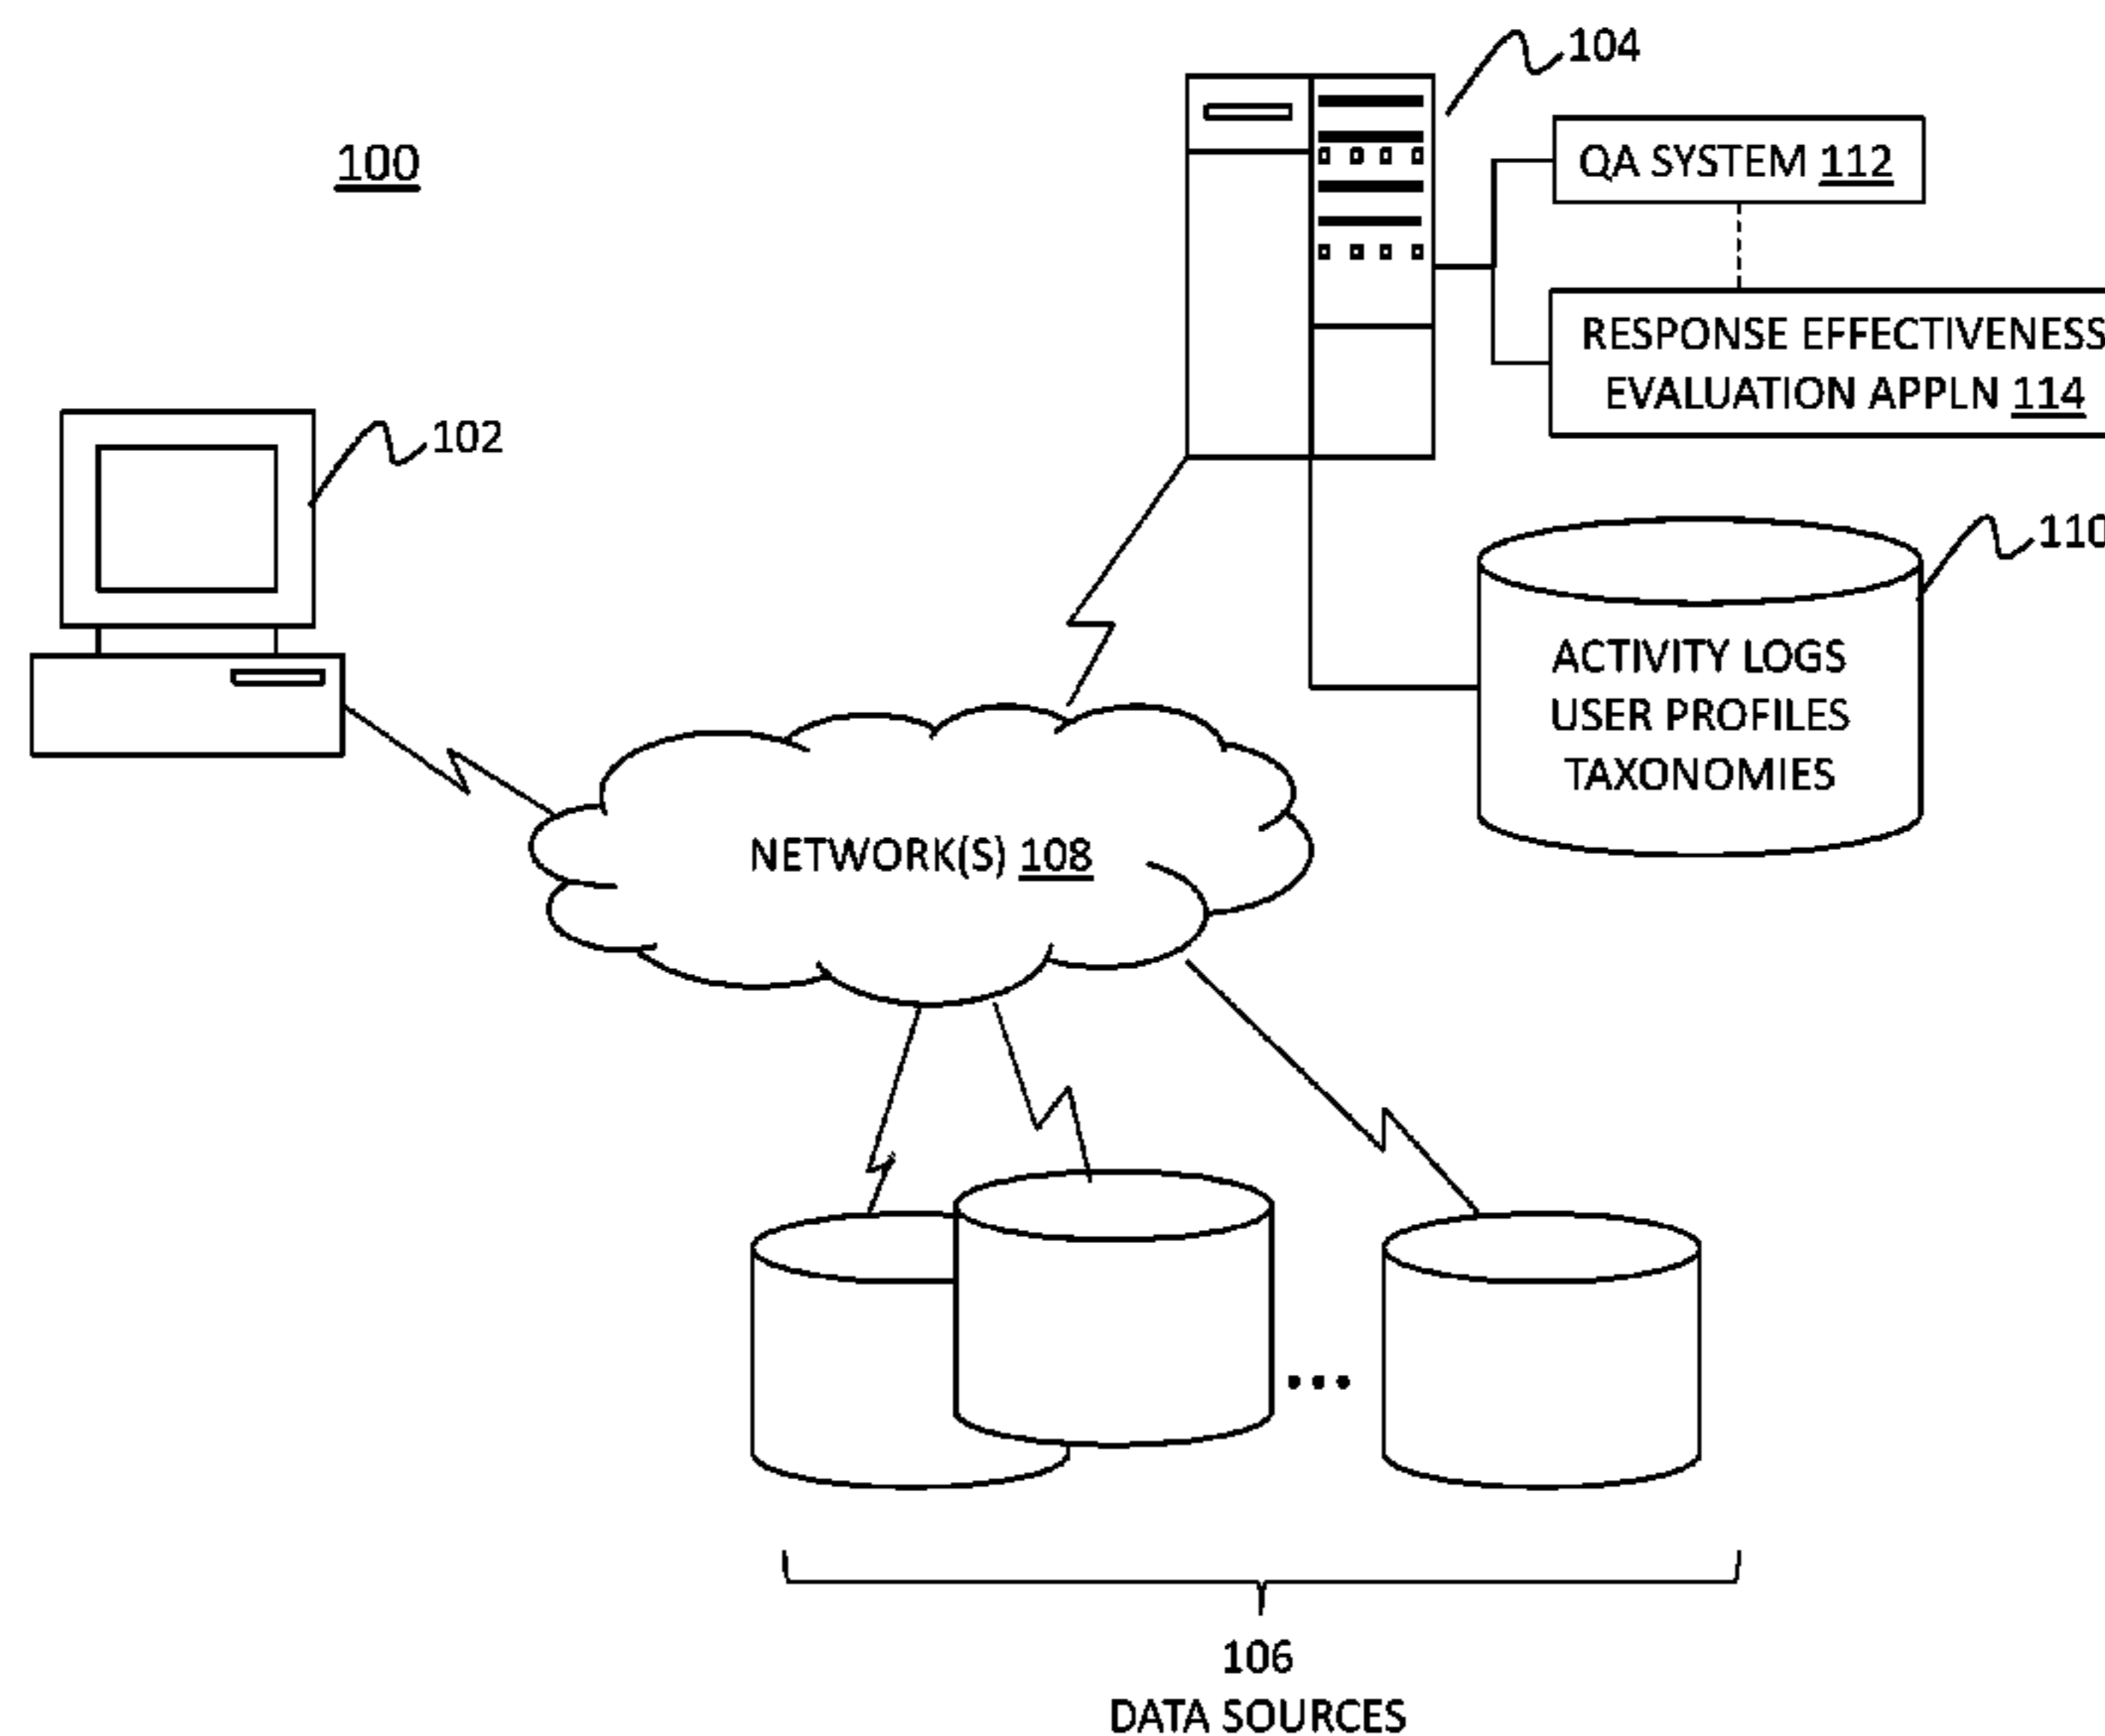 104
100
QA SYSTEM 112
RESPONSE EFFECTIVENESS
EVALUATION APPLN 114
102
110
ACTIVITY LOGS
USER PROFILES
TAXONOMIES
NETWORK(S) 108
106
DATA SOURCES